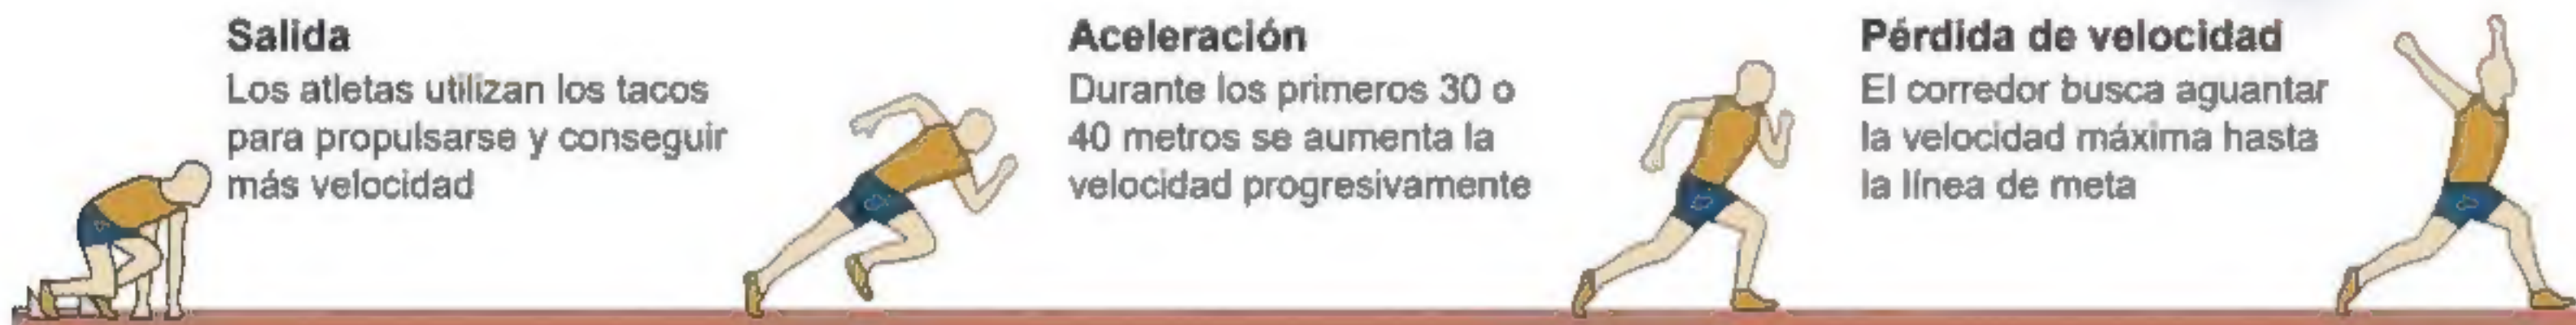 Salida
Los atletas utilizan los tacos
para propulsarse y conseguir
más velocidad
Aceleración
Durante los primeros 30 o
40 metros se aumenta la
velocidad progresivamente
Pérdida de velocidad
El corredor busca aguantar
la velocidad máxima hasta
la línea de meta